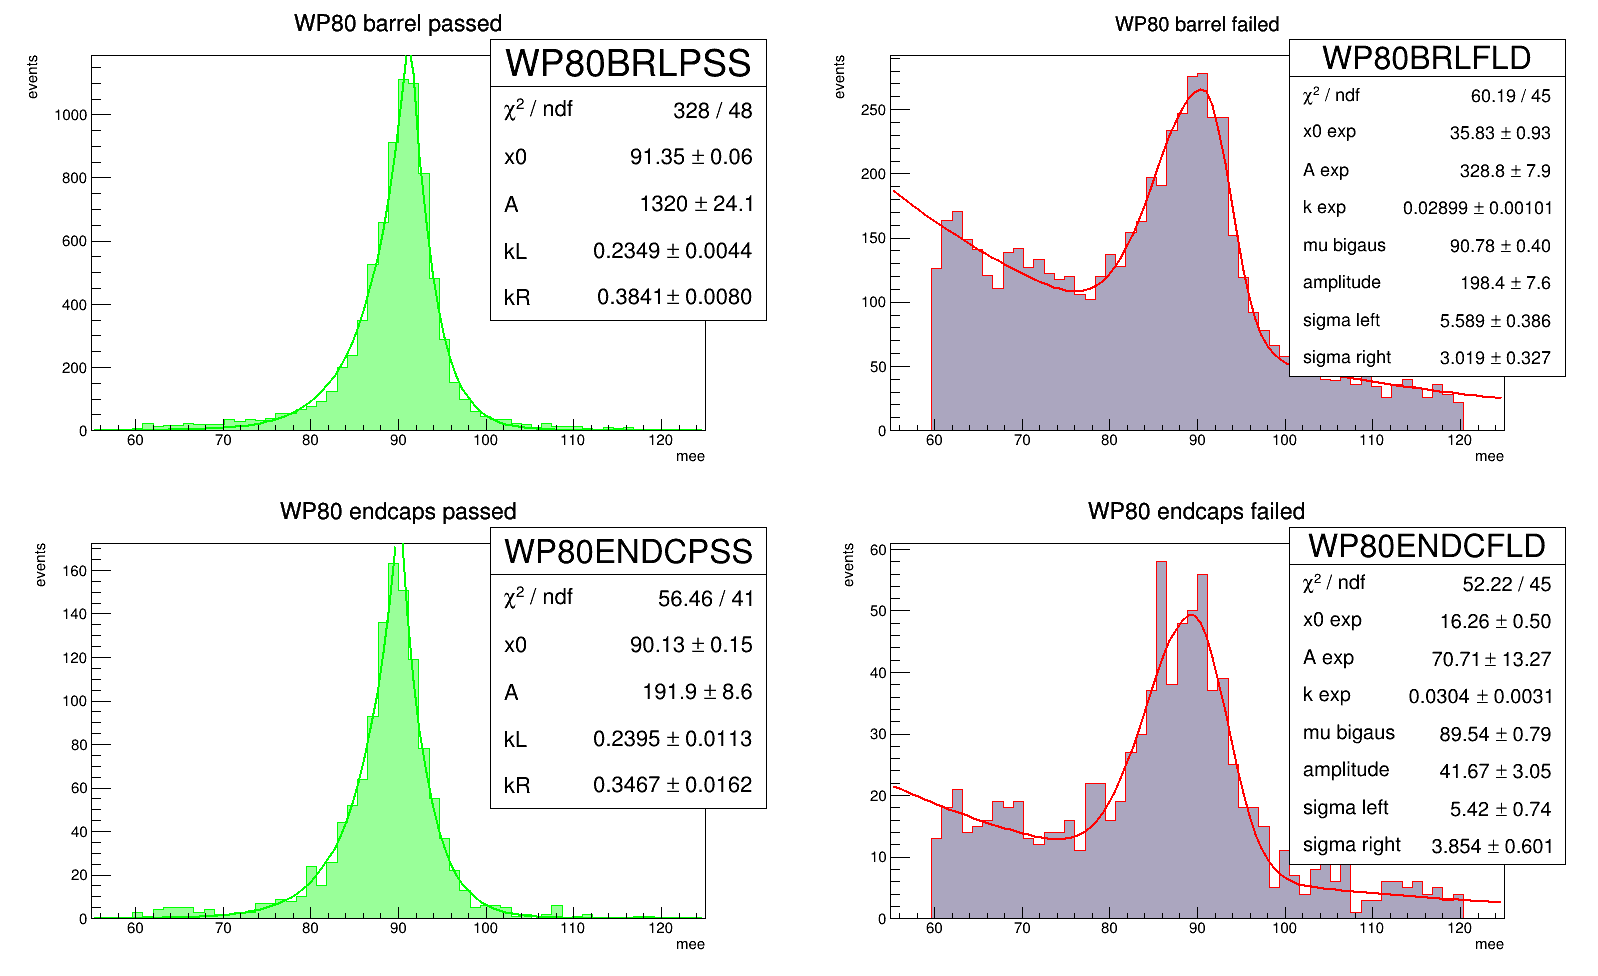 WP80 barrel passed
events
1000
800
600
400
200
0
60 70 80 90 100 110 120
mee
WP80BRLPSS
χ² / ndf 328 / 48
x0 91.35 ± 0.06
A 1320 ± 24.1
kL 0.2349 ± 0.0044
kR 0.3841 ± 0.0080
WP80 barrel failed
events
250
200
150
100
50
0
60 70 80 90 100 110 120
mee
WP80BRLFLD
χ² / ndf 60.19 / 45
x0 exp 35.83 ± 0.93
A exp 328.8 ± 7.9
k exp 0.02899 ± 0.00101
mu bigaus 90.78 ± 0.40
amplitude 198.4 ± 7.6
sigma left 5.589 ± 0.386
sigma right 3.019 ± 0.327
WP80 endcaps passed
events
160
140
120
100
80
60
40
20
0
60 70 80 90 100 110 120
mee
WP80ENDCPSS
χ² / ndf 56.46 / 41
x0 90.13 ± 0.15
A 191.9 ± 8.6
kL 0.2395 ± 0.0113
kR 0.3467 ± 0.0162
WP80 endcaps failed
events
60
50
40
30
20
10
0
60 70 80 90 100 110 120
mee
WP80ENDCFLD
χ² / ndf 52.22 / 45
x0 exp 16.26 ± 0.50
A exp 70.71 ± 13.27
k exp 0.0304 ± 0.0031
mu bigaus 89.54 ± 0.79
amplitude 41.67 ± 3.05
sigma left 5.42 ± 0.74
sigma right 3.854 ± 0.601